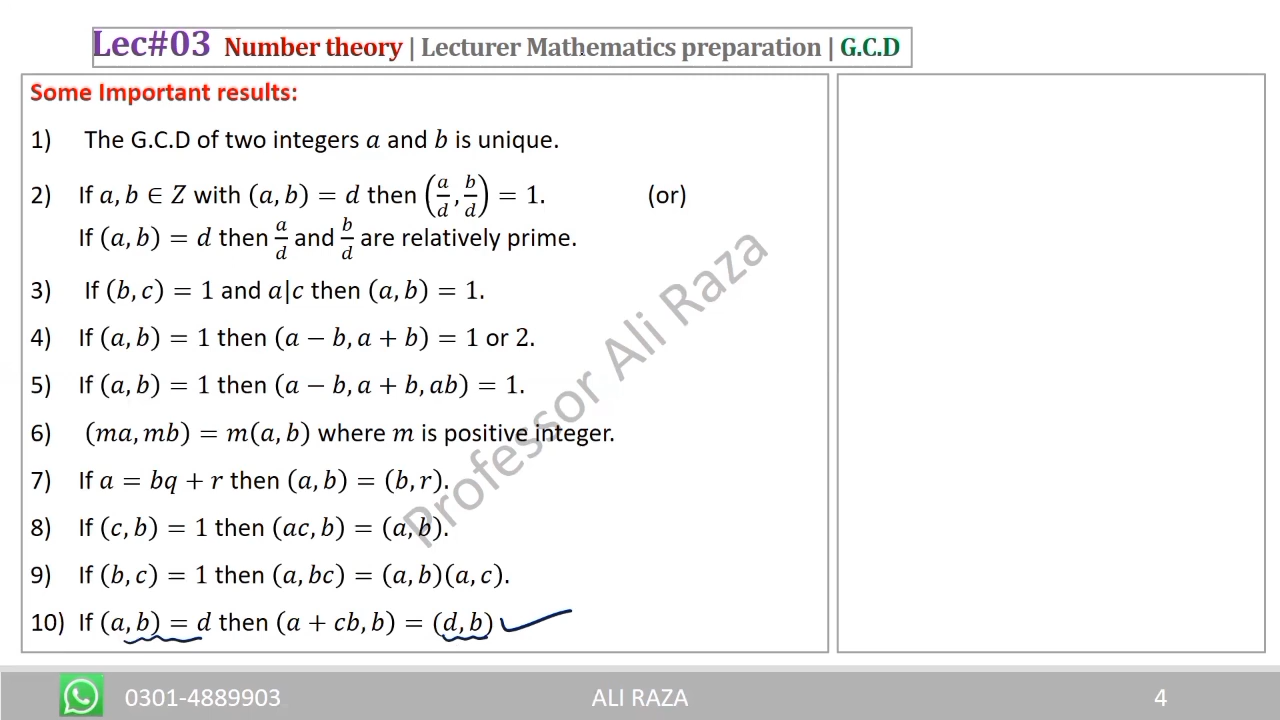 Lec#03 Number theory | Lecturer Mathematics preparation | G.C.D
Some Important results:
1) The G.C.D of two integers a and b is unique.
2) If a, b ∈ Z with (a, b) = d then (a/d, b/d) = 1. (or)
If (a, b) = d then a/d and b/d are relatively prime.
3) If (b, c) = 1 and a|c then (a, b) = 1.
4) If (a, b) = 1 then (a − b, a + b) = 1 or 2.
5) If (a, b) = 1 then (a − b, a + b, ab) = 1.
6) (ma, mb) = m(a, b) where m is positive integer.
7) If a = bq + r then (a, b) = (b, r).
8) If (c, b) = 1 then (ac, b) = (a, b).
9) If (b, c) = 1 then (a, bc) = (a, b)(a, c).
10) If (a, b) = d then (a + cb, b) = (d, b)
Professor Ali Raza
0301-4889903 ALI RAZA 4